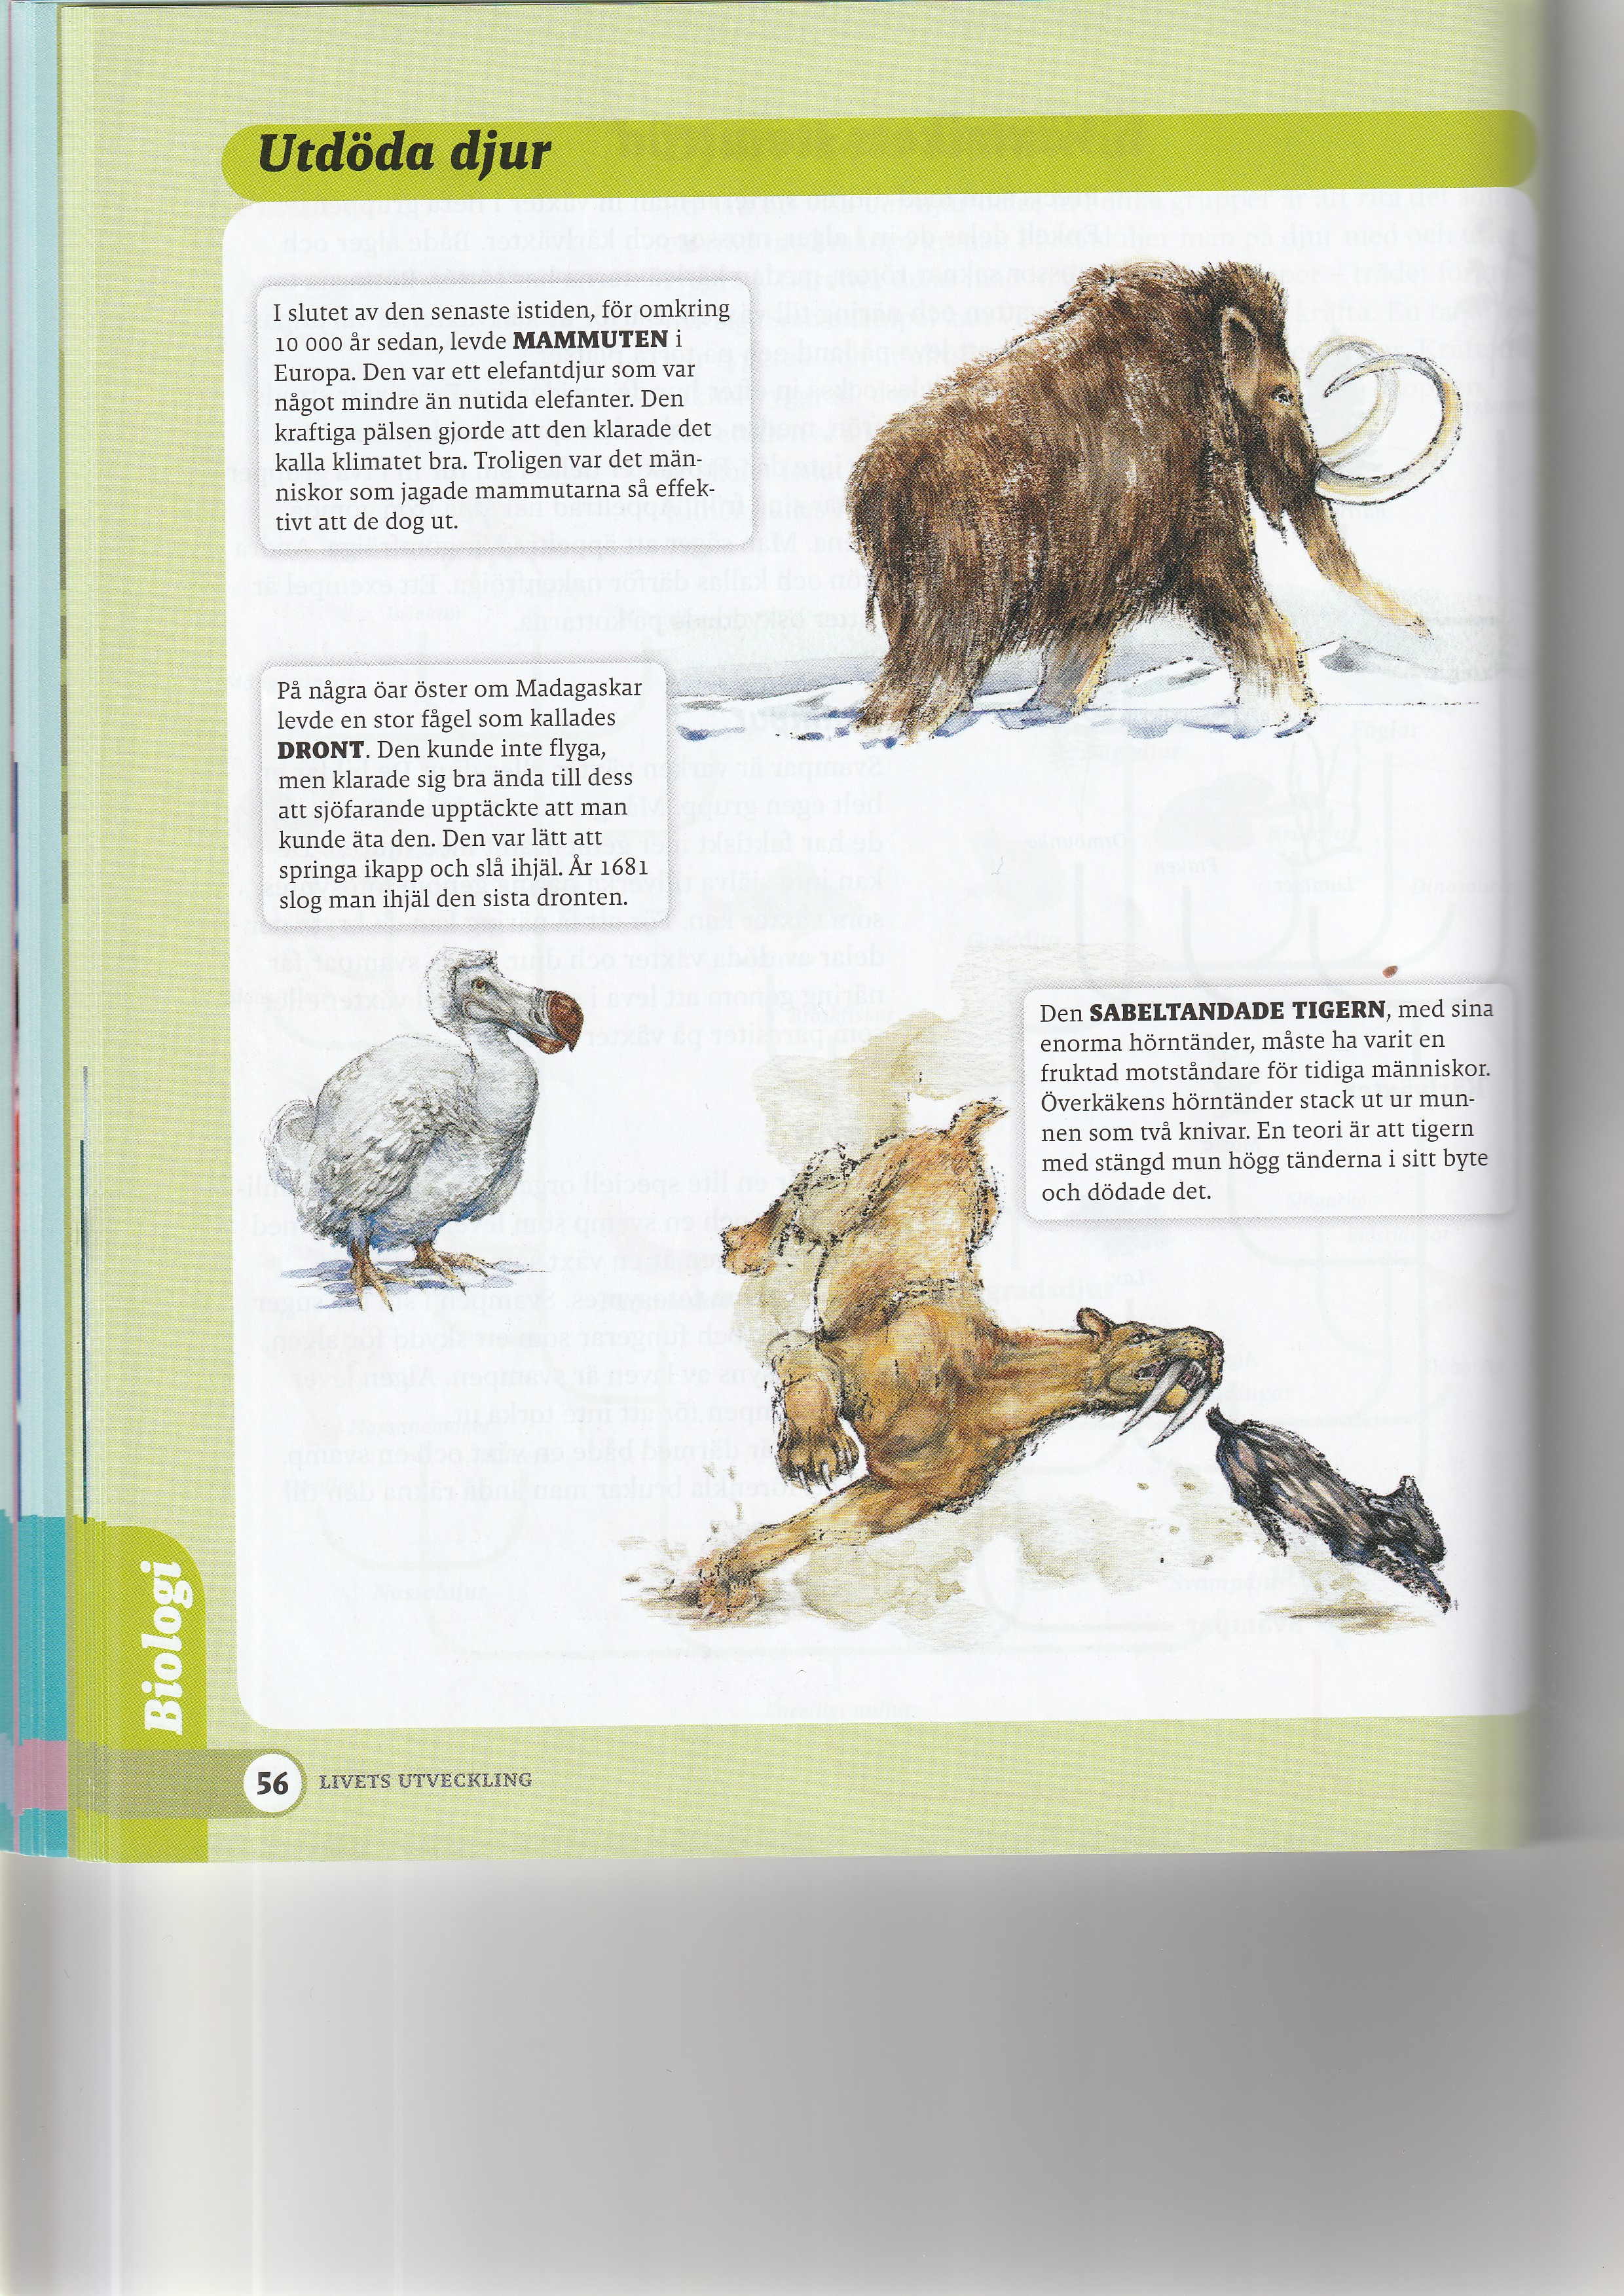 Utdöda djur
I slutet av den senaste istiden, för omkring
10 000 år sedan, levde MAMMUTEN i
Europa. Den var ett elefantdjur som var
något mindre än nutida elefanter. Den
kraftiga pälsen gjorde att den klarade det
kalla klimatet bra. Troligen var det män-
niskor som jagade mammutarna så effek-
tivt att de dog ut.
På några öar öster om Madagaskar
levde en stor fågel som kallades
DRONT. Den kunde inte flyga,
men klarade sig bra ända till dess
att sjöfarande upptäckte att man
kunde äta den. Den var lätt att
springa ikapp och slå ihjäl. År 1681
slog man ihjäl den sista dronten.
Den SABELTANDADE TIGERN, med sina
enorma hörntänder, måste ha varit en
fruktad motståndare för tidiga människor.
Överkäkens hörntänder stack ut ur mun-
nen som två knivar. En teori är att tigern
med stängd mun högg tänderna i sitt byte
och dödade det.
Biologi
56 LIVETS UTVECKLING